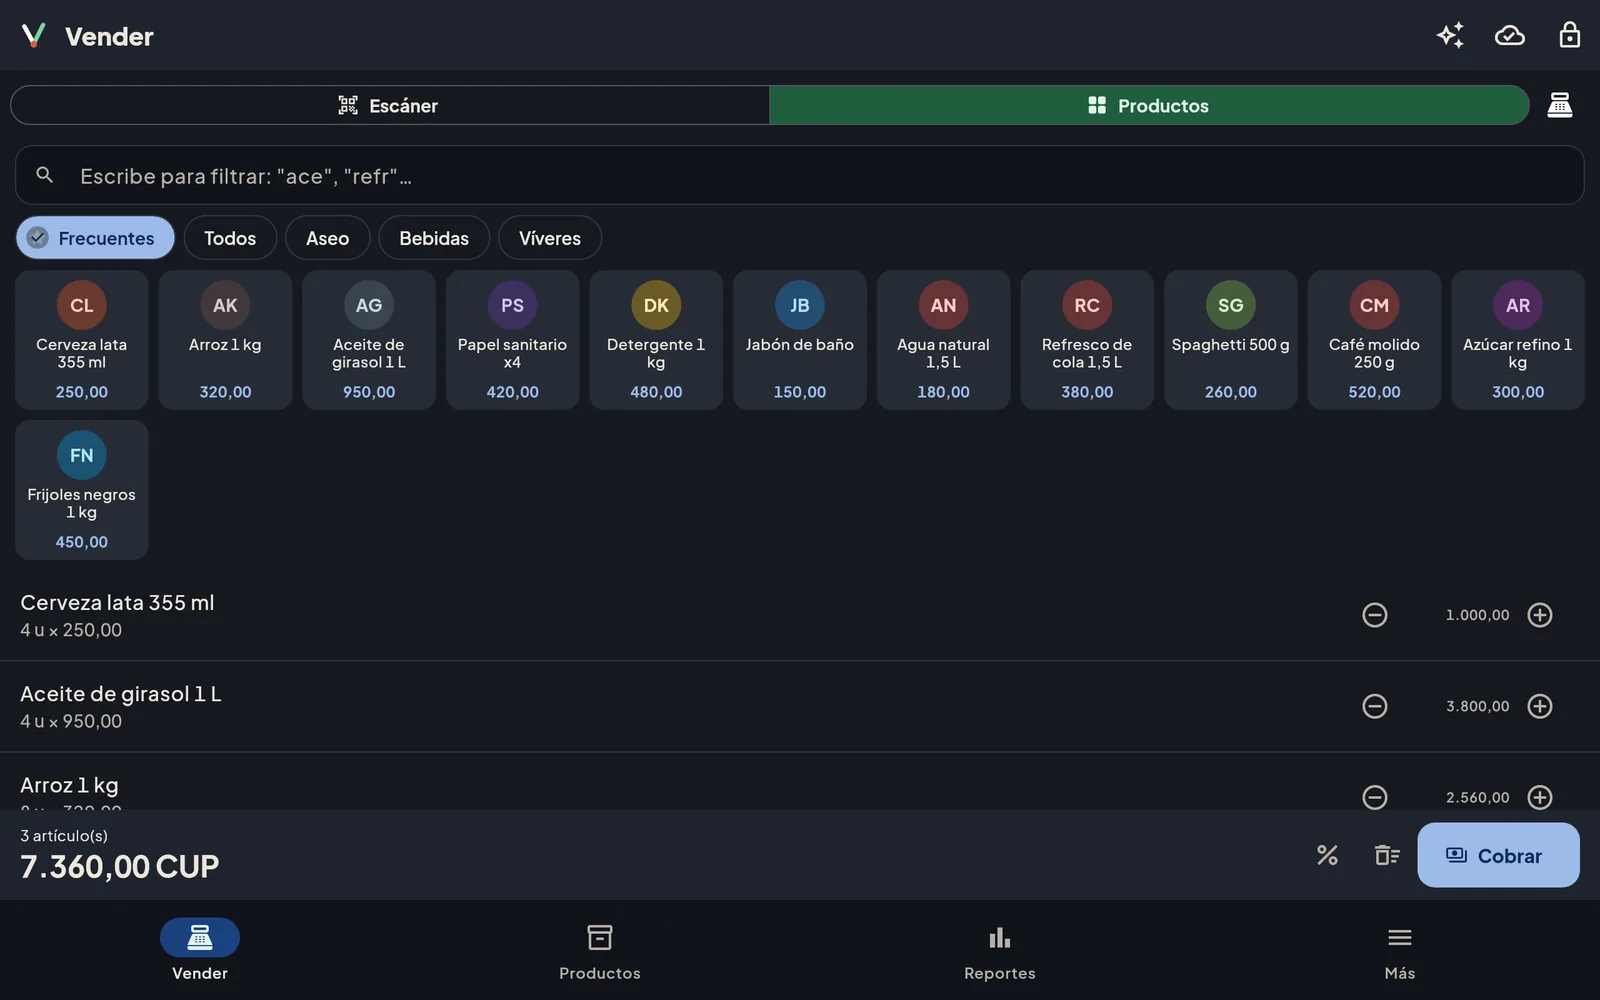 Vender
Escáner
Productos
Escribe para filtrar: "ace", "refr"...
Frecuentes
Todos
Aseo
Bebidas
Víveres
CL
Cerveza lata
355 ml
250,00
AK
Arroz 1 kg
320,00
AG
Aceite de
girasol 1 L
950,00
PS
Papel sanitario
x4
420,00
DK
Detergente 1
kg
480,00
JB
Jabón de baño
150,00
AN
Agua natural
1,5 L
180,00
RC
Refresco de
cola 1,5 L
380,00
SG
Spaghetti 500 g
260,00
CM
Café molido
250 g
520,00
AR
Azúcar refino 1
kg
300,00
FN
Frijoles negros
1 kg
450,00
Cerveza lata 355 ml
4 u × 250,00
1.000,00
Aceite de girasol 1 L
4 u × 950,00
3.800,00
Arroz 1 kg
8 u × 320,00
2.560,00
3 artículo(s)
7.360,00 CUP
Cobrar
Vender
Productos
Reportes
Más